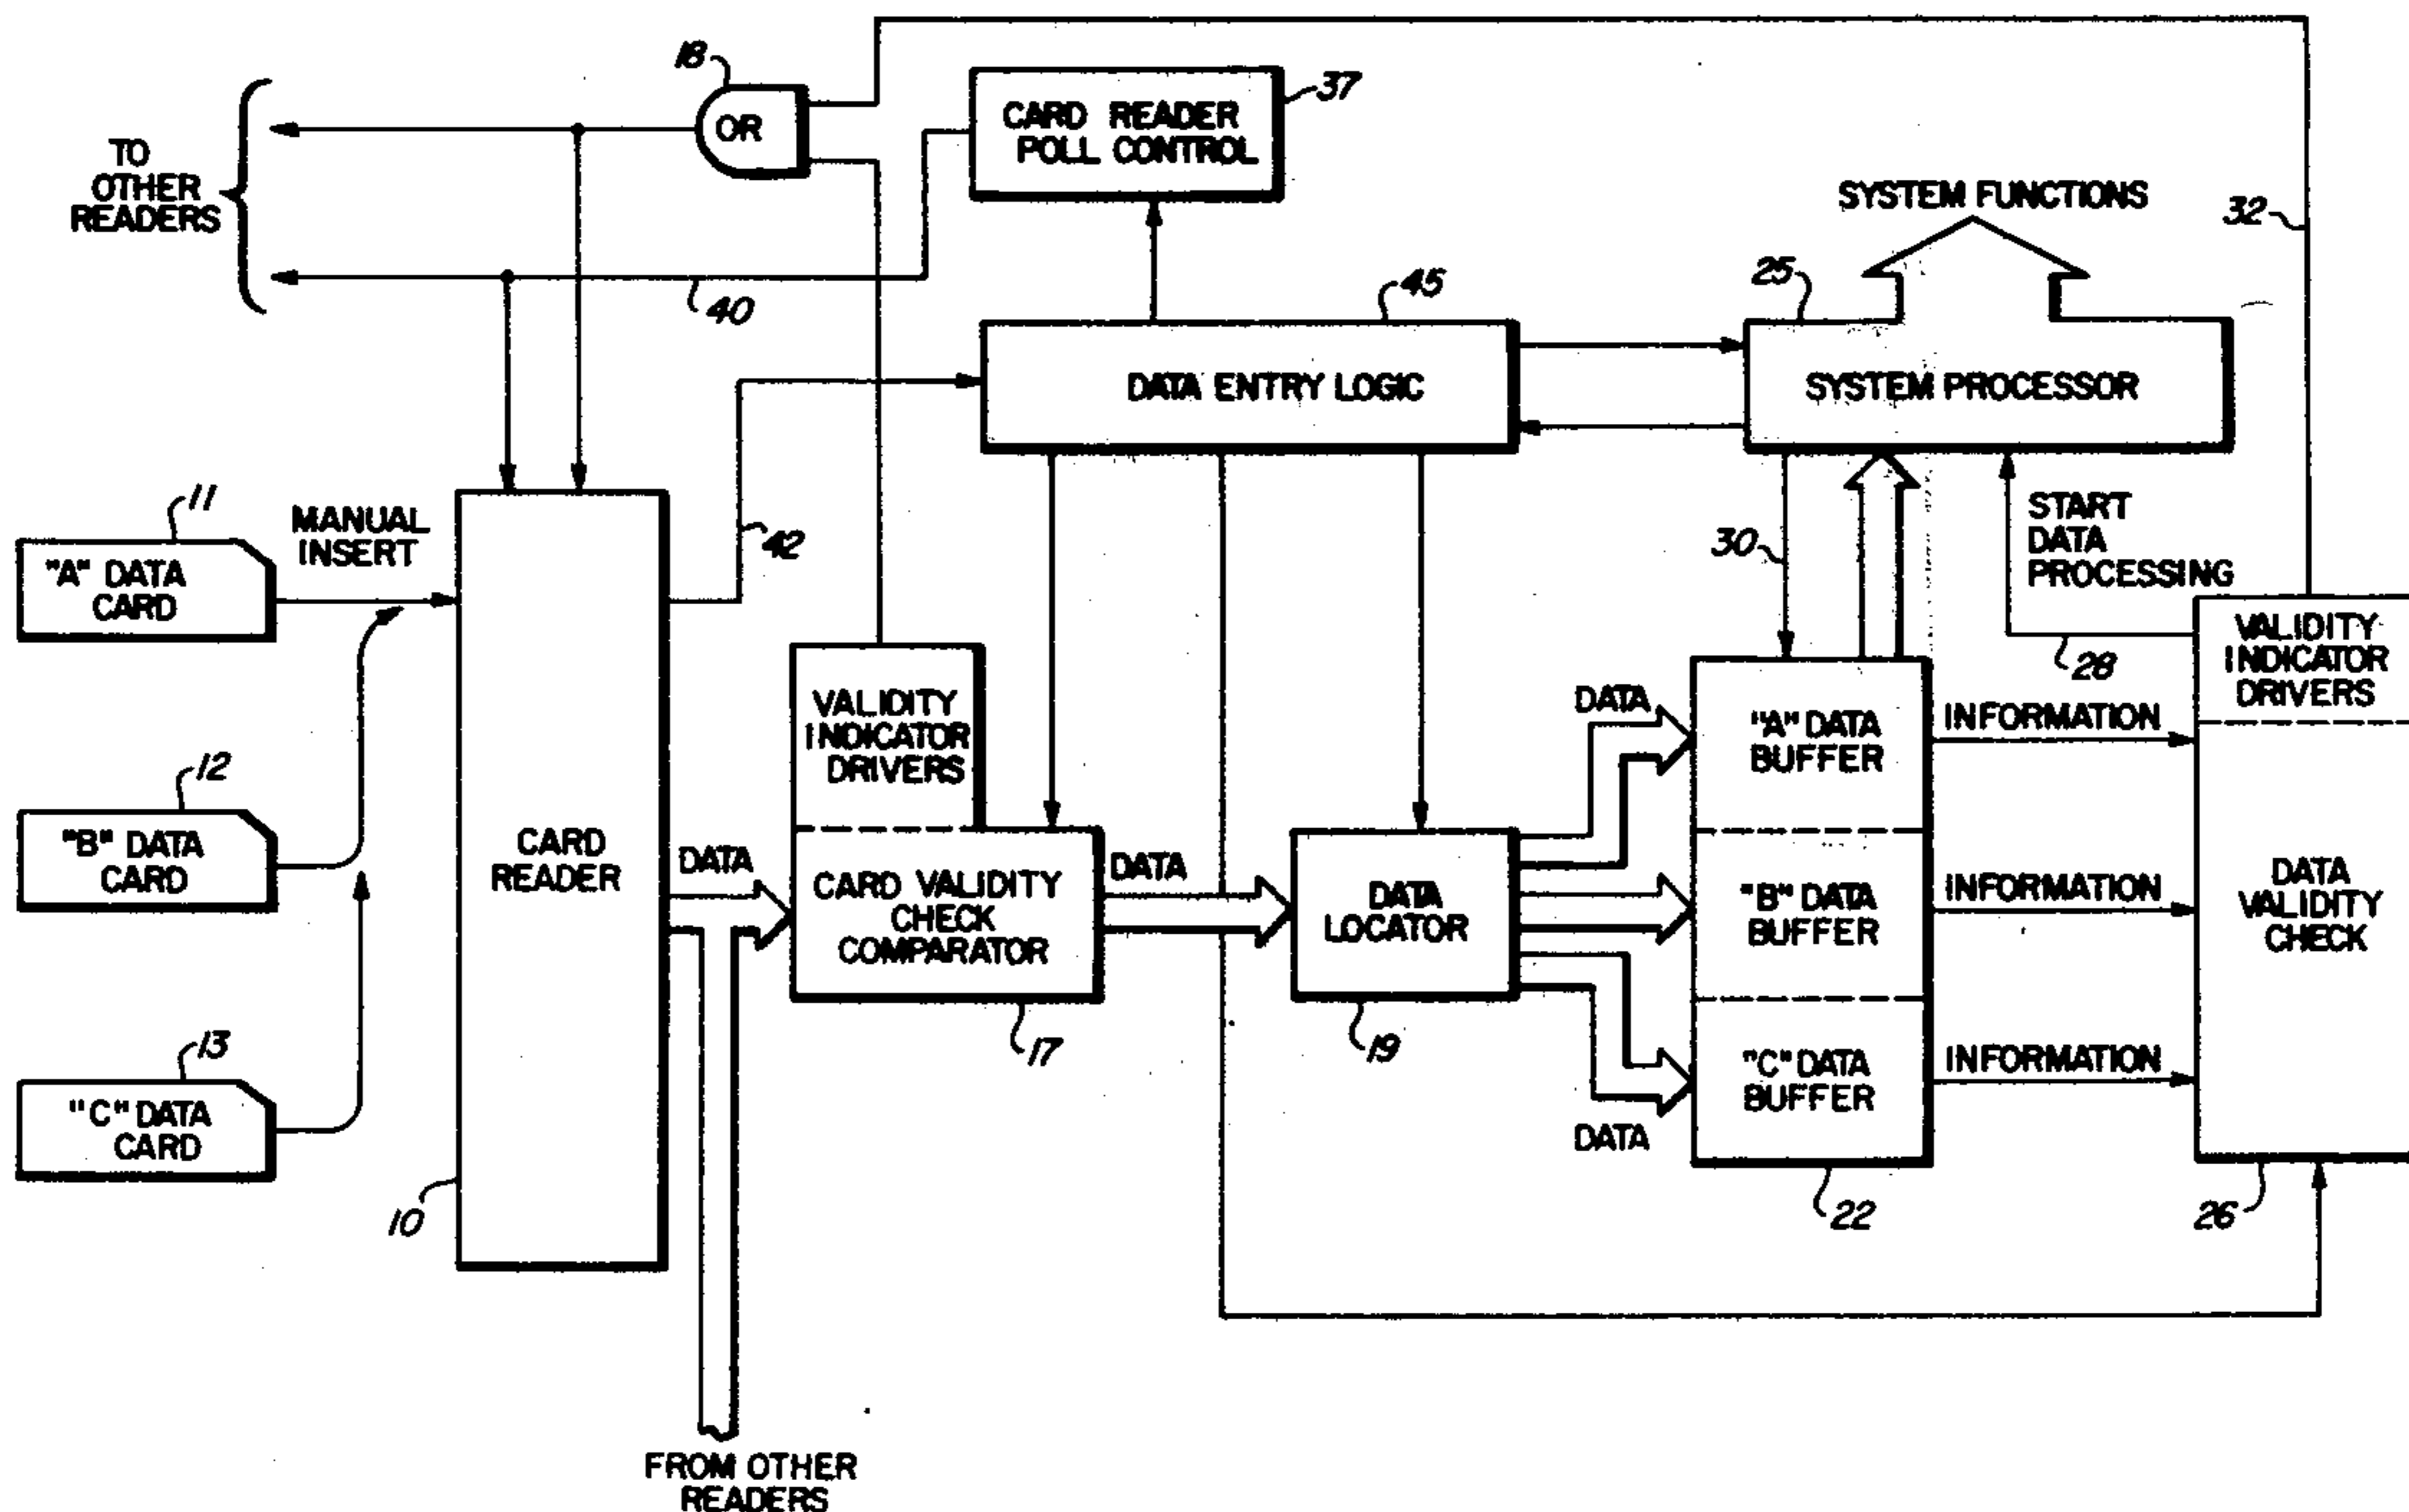 18
OR
CARD READER
POLL CONTROL
37
TO
OTHER
READERS
SYSTEM FUNCTIONS
32
40
45
25
DATA ENTRY LOGIC
SYSTEM PROCESSOR
11
MANUAL
INSERT
"A" DATA
CARD
42
30
START
DATA
PROCESSING
28
VALIDITY
INDICATOR
DRIVERS
VALIDITY
INDICATOR
DRIVERS
DATA
"A" DATA
BUFFER
INFORMATION
12
"B" DATA
CARD
CARD
READER
DATA
CARD VALIDITY
CHECK
COMPARATOR
DATA
DATA
LOCATOR
"B" DATA
BUFFER
INFORMATION
DATA
VALIDITY
CHECK
13
"C" DATA
CARD
17
19
"C" DATA
BUFFER
INFORMATION
DATA
10
22
26
FROM OTHER
READERS